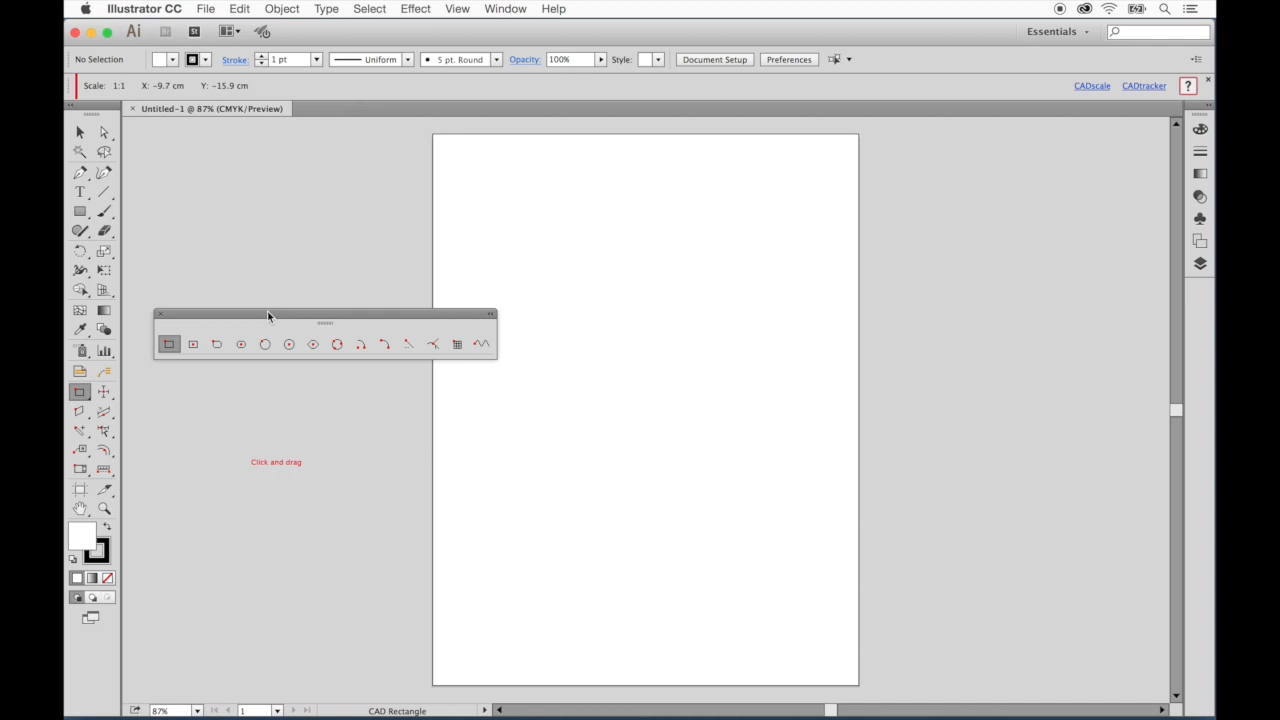 Illustrator CC File Edit Object Type Select Effect View Window Help
Ai Br St Essentials
No Selection Stroke: 1 pt Uniform 5 pt. Round Opacity: 100% Style: Document Setup Preferences
Scale: 1:1 X: -9.7 cm Y: -15.9 cm CADscale CADtracker ?
× Untitled-1 @ 87% (CMYK/Preview)
T
Click and drag
87% 1 CAD Rectangle